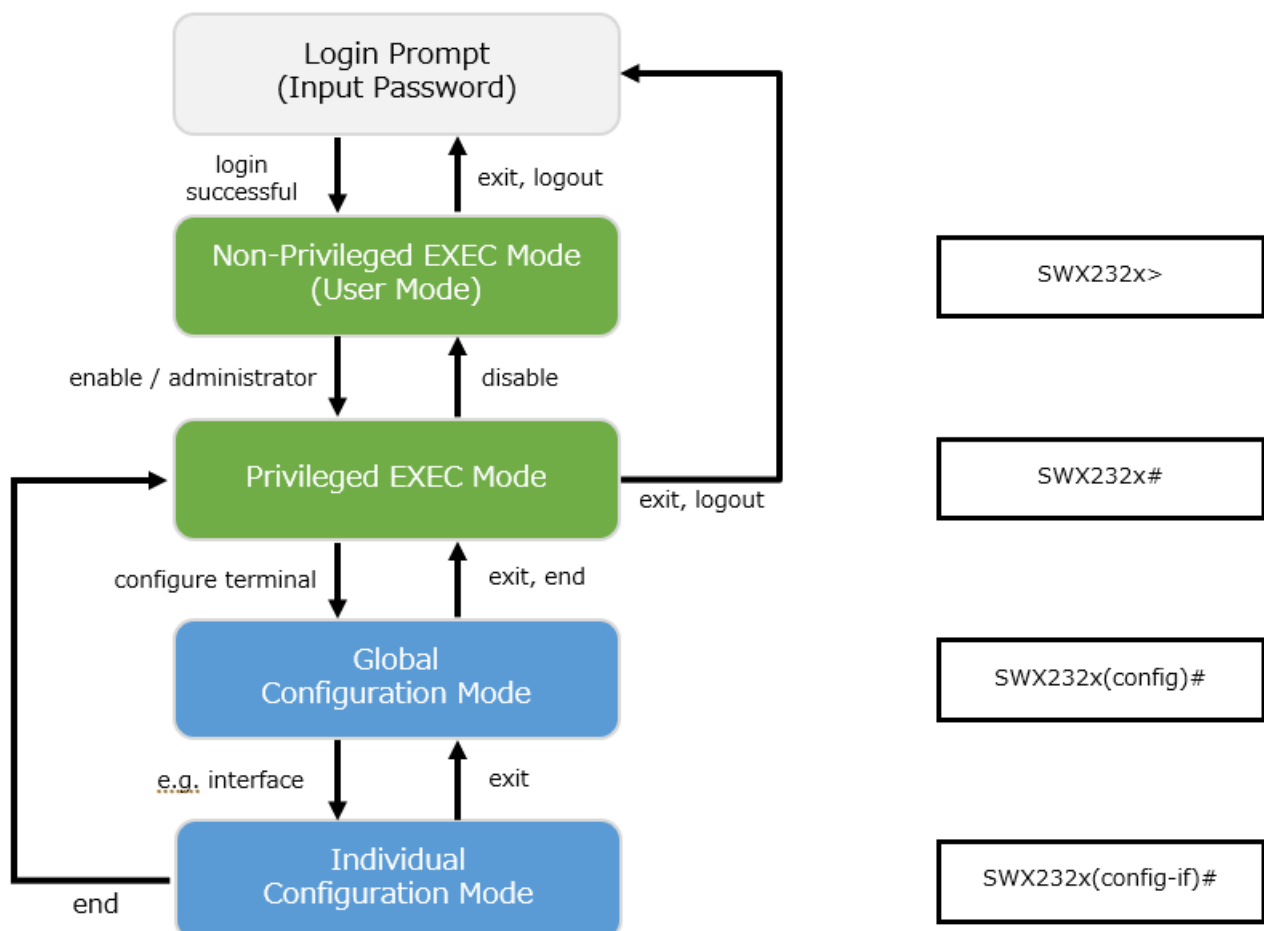 Login Prompt
(Input Password)
login
successful
exit, logout
Non-Privileged EXEC Mode
(User Mode)
SWX232x>
enable / administrator
disable
Privileged EXEC Mode
SWX232x#
exit, logout
configure terminal
exit, end
Global
Configuration Mode
SWX232x(config)#
e.g. interface
exit
Individual
Configuration Mode
SWX232x(config-if)#
end